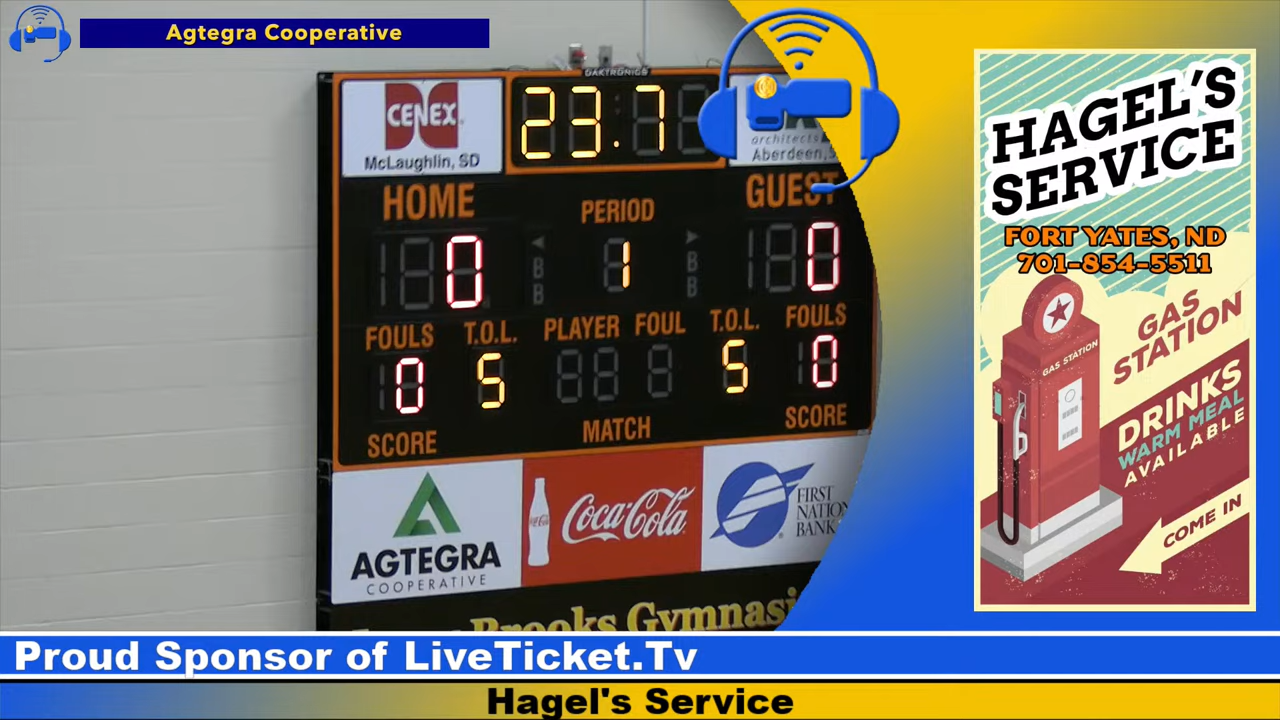 Agtegra Cooperative
DAKTRONICS
CENEX
McLaughlin, SD
23.7
architects
Aberdeen, S
HOME
PERIOD
GUEST
0
1
0
B
B
B
B
FOULS
T.O.L.
PLAYER
FOUL
T.O.L.
FOULS
0
5
5
0
SCORE
MATCH
SCORE
AGTEGRA
COOPERATIVE
Coca-Cola
FIRST
NATION
BANK
Brooks Gymnasi
HAGEL'S
SERVICE
FORT YATES, ND
701-854-5511
GAS
STATION
GAS STATION
DRINKS
WARM MEAL
AVAILABLE
COME IN
Proud Sponsor of LiveTicket.Tv
Hagel's Service